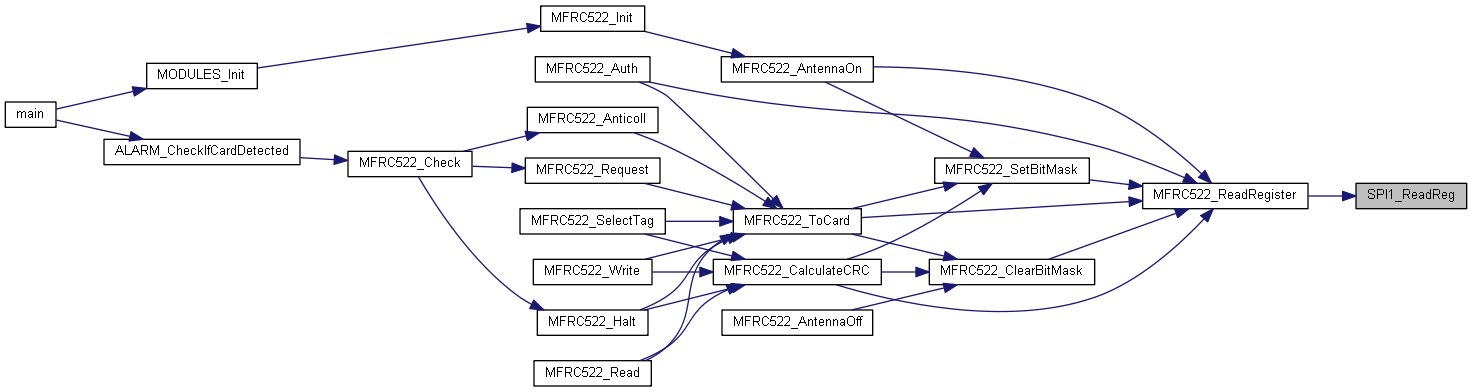 MFRC522_Init
MODULES_Init
MFRC522_Auth
MFRC522_AntennaOn
main
MFRC522_Anticoll
ALARM_CheckIfCardDetected
MFRC522_Check
MFRC522_Request
MFRC522_SetBitMask
MFRC522_ReadRegister
SPI1_ReadReg
MFRC522_SelectTag
MFRC522_ToCard
MFRC522_Write
MFRC522_CalculateCRC
MFRC522_ClearBitMask
MFRC522_Halt
MFRC522_AntennaOff
MFRC522_Read